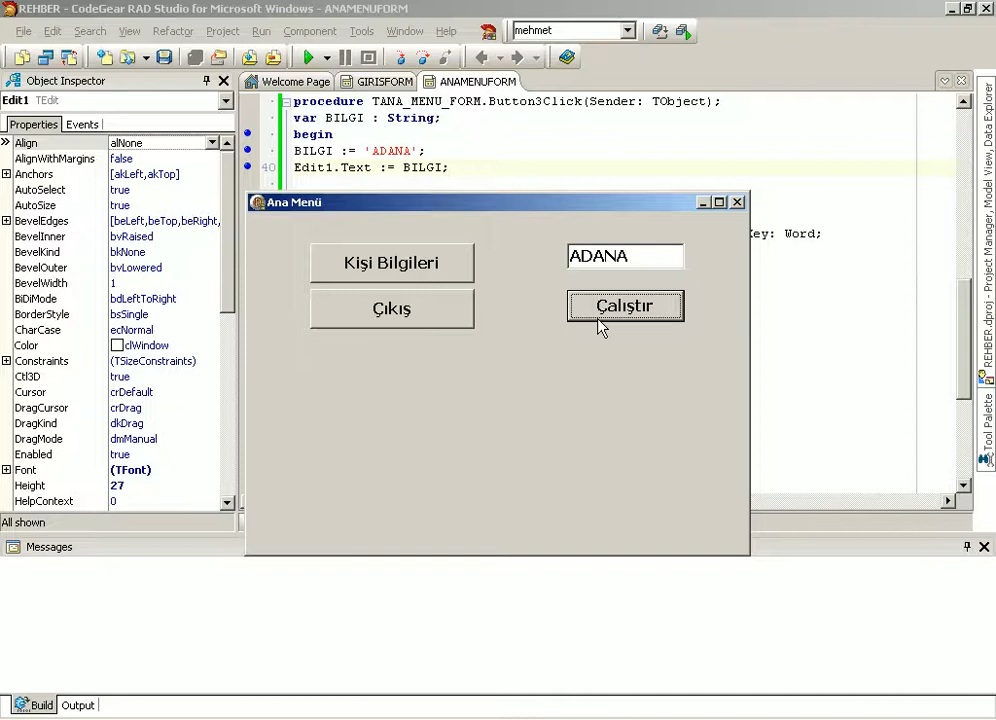 REHBER - CodeGear RAD Studio for Microsoft Windows - ANAMENUFORM
File Edit Search View Refactor Project Run Component Tools Window Help
mehmet
Object Inspector
Welcome Page GIRISFORM ANAMENUFORM
Edit1 TEdit
Properties Events
procedure TANA_MENU_FORM.Button3Click(Sender: TObject);
var BILGI : String;
begin
BILGI := 'ADANA';
40 Edit1.Text := BILGI;
Key: Word;
Align alNone
AlignWithMargins false
Anchors [akLeft,akTop]
AutoSelect true
AutoSize true
BevelEdges [beLeft,beTop,beRight,
BevelInner bvRaised
BevelKind bkNone
BevelOuter bvLowered
BevelWidth 1
BiDiMode bdLeftToRight
BorderStyle bsSingle
CharCase ecNormal
Color clWindow
Constraints (TSizeConstraints)
Ctl3D true
Cursor crDefault
DragCursor crDrag
DragKind dkDrag
DragMode dmManual
Enabled true
Font (TFont)
Height 27
HelpContext 0
All shown
Ana Menü
Kişi Bilgileri
ADANA
Çıkış
Çalıştır
REHBER.dproj - Project Manager, Model View, Data Explorer
Tool Palette
Messages
Build Output